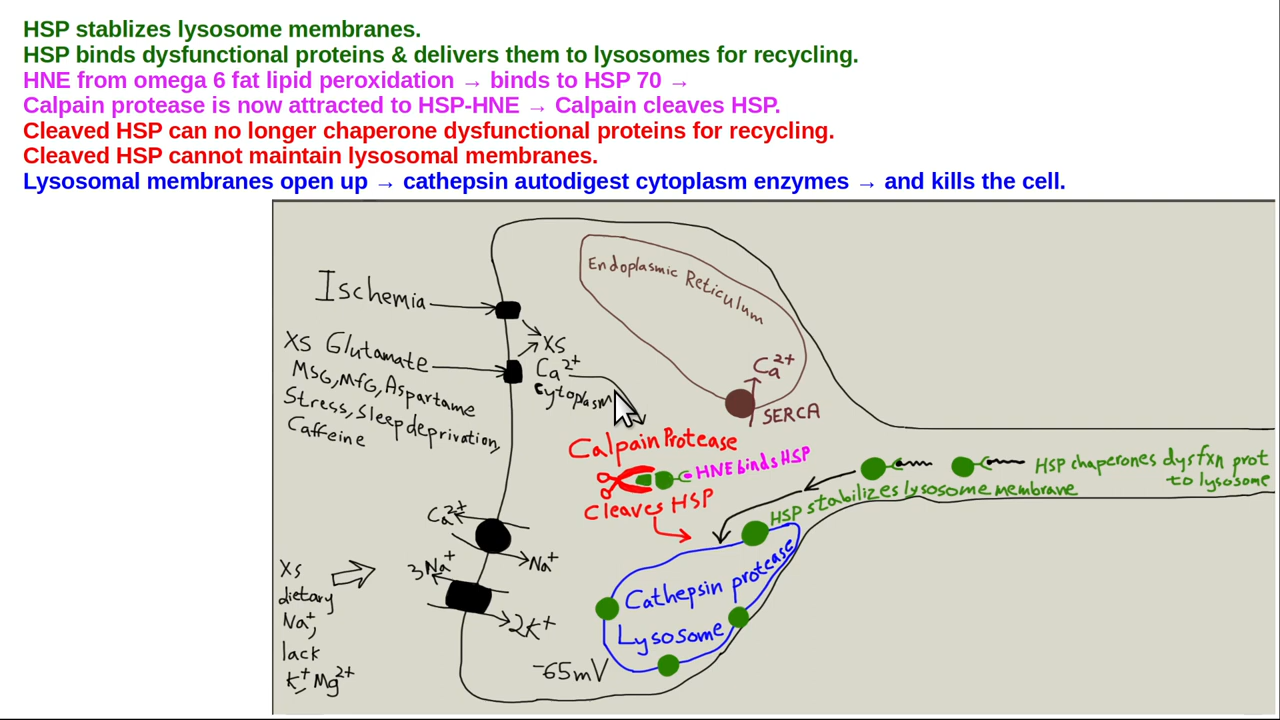 HSP stablizes lysosome membranes.
HSP binds dysfunctional proteins & delivers them to lysosomes for recycling.
HNE from omega 6 fat lipid peroxidation → binds to HSP 70 →
Calpain protease is now attracted to HSP-HNE → Calpain cleaves HSP.
Cleaved HSP can no longer chaperone dysfunctional proteins for recycling.
Cleaved HSP cannot maintain lysosomal membranes.
Lysosomal membranes open up → cathepsin autodigest cytoplasm enzymes → and kills the cell.
Endoplasmic Reticulum
Ischemia
XS
XS Glutamate
Ca2+
cytoplasm
MSG, MfG, Aspartame
Stress, Sleep deprivation,
Caffeine
Ca2+
SERCA
Calpain Protease
HNE binds HSP
Cleaves HSP
HSP chaperones dysfxn prot
to lysosome
HSP stabilizes lysosome membrane
Ca2+
Na+
3Na+
2K+
XS
dietary
Na+,
lack
K+ Mg2+
Cathepsin protease
Lysosome
-65mV